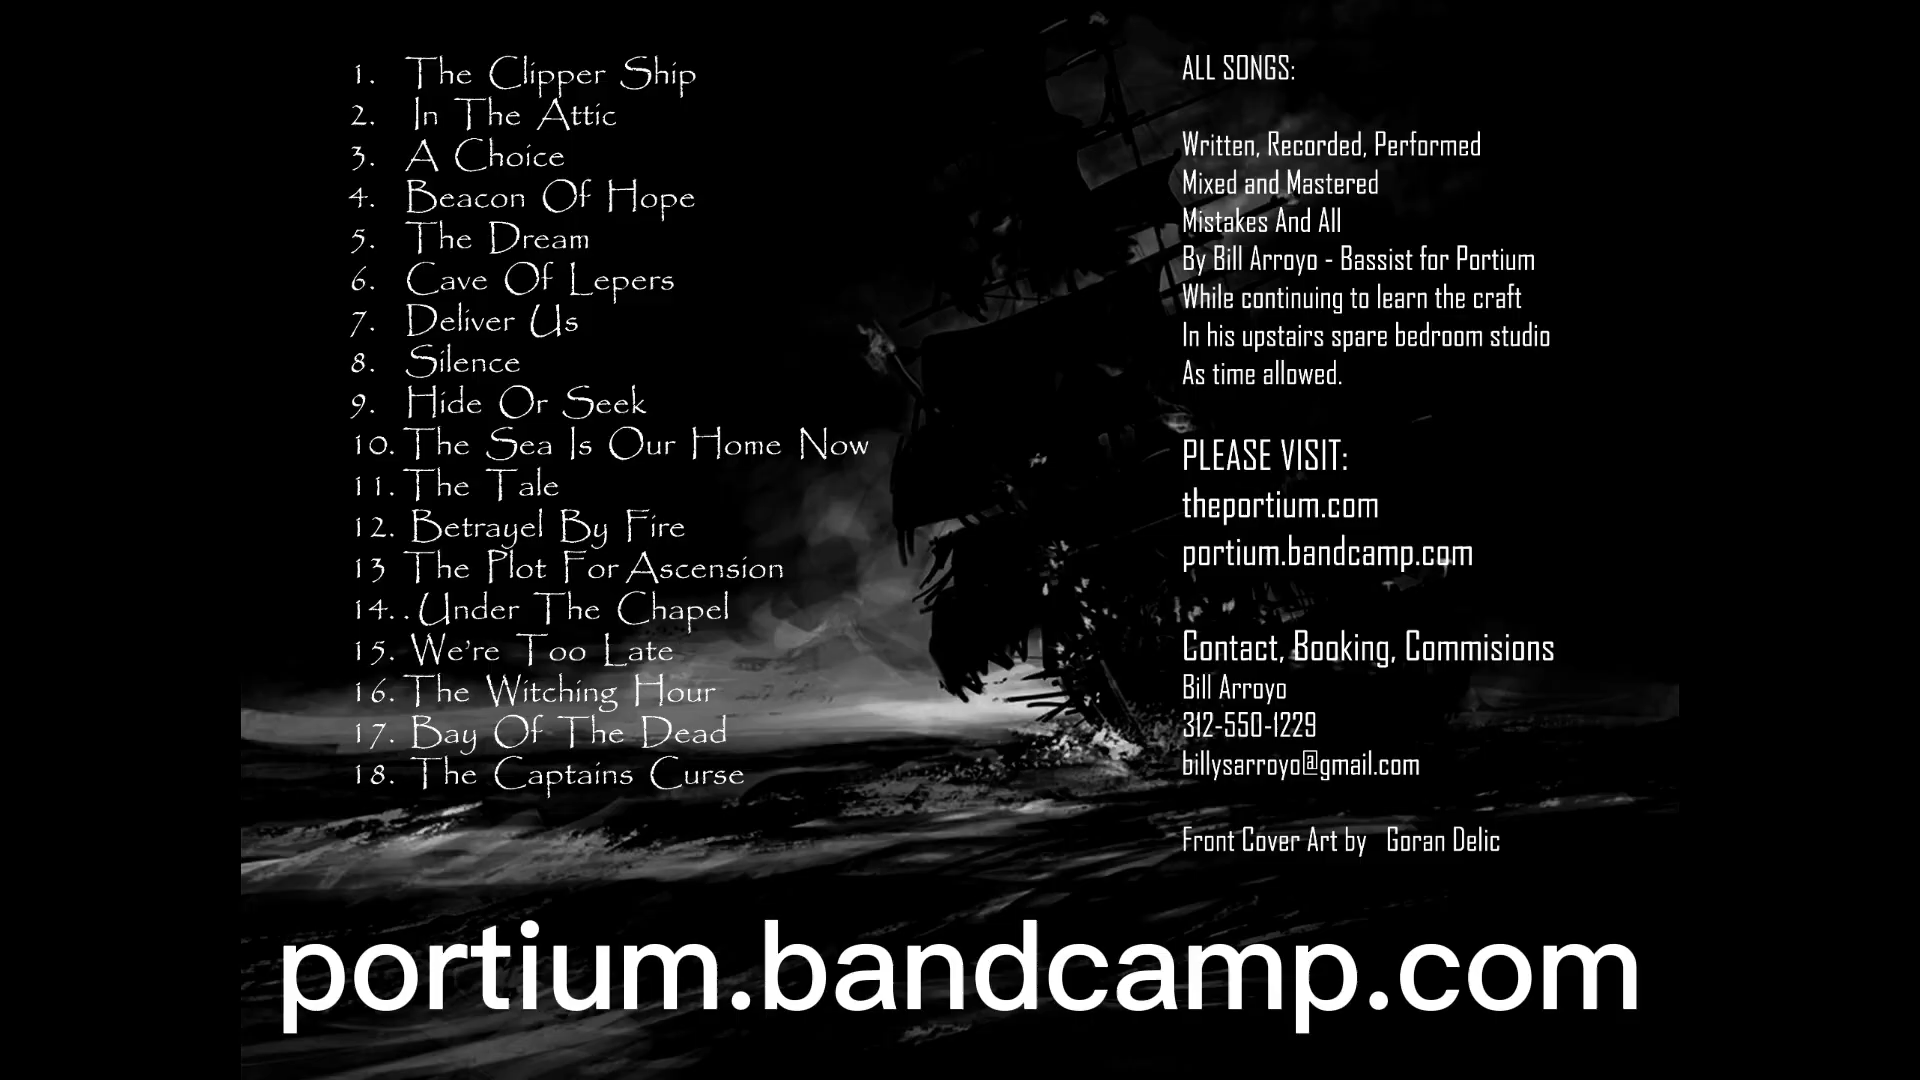 1. The Clipper Ship
2. In The Attic
3. A Choice
4. Beacon Of Hope
5. The Dream
6. Cave Of Lepers
7. Deliver Us
8. Silence
9. Hide Or Seek
10. The Sea Is Our Home Now
11. The Tale
12. Betrayel By Fire
13 The Plot For Ascension
14. . Under The Chapel
15. We're Too Late
16. The Witching Hour
17. Bay Of The Dead
18. The Captains Curse
ALL SONGS:
Written, Recorded, Performed
Mixed and Mastered
Mistakes And All
By Bill Arroyo - Bassist for Portium
While continuing to learn the craft
In his upstairs spare bedroom studio
As time allowed.
PLEASE VISIT:
theportium.com
portium.bandcamp.com
Contact, Booking, Commisions
Bill Arroyo
312-550-1229
billysarroyo@gmail.com
Front Cover Art by Goran Delic
portium.bandcamp.com